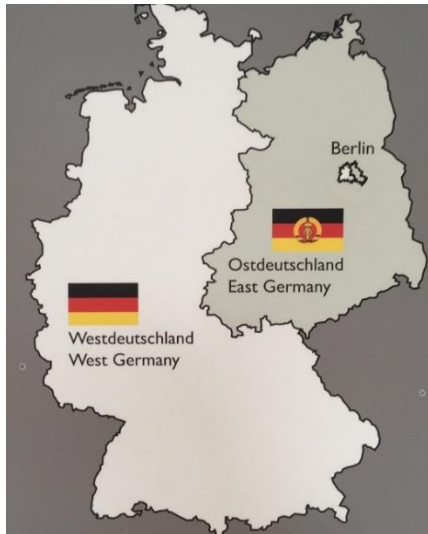 Berlin
Ostdeutschland
East Germany
Westdeutschland
West Germany